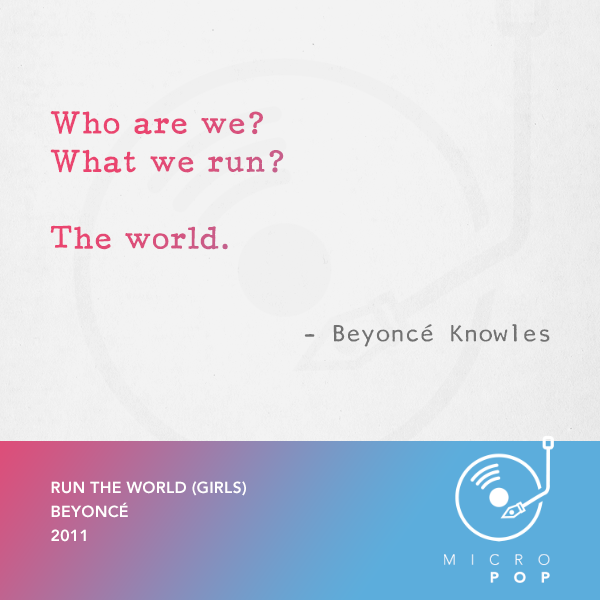 Who are we?
What we run?
The world.
- Beyoncé Knowles
RUN THE WORLD (GIRLS)
BEYONCÉ
2011
MICRO
POP